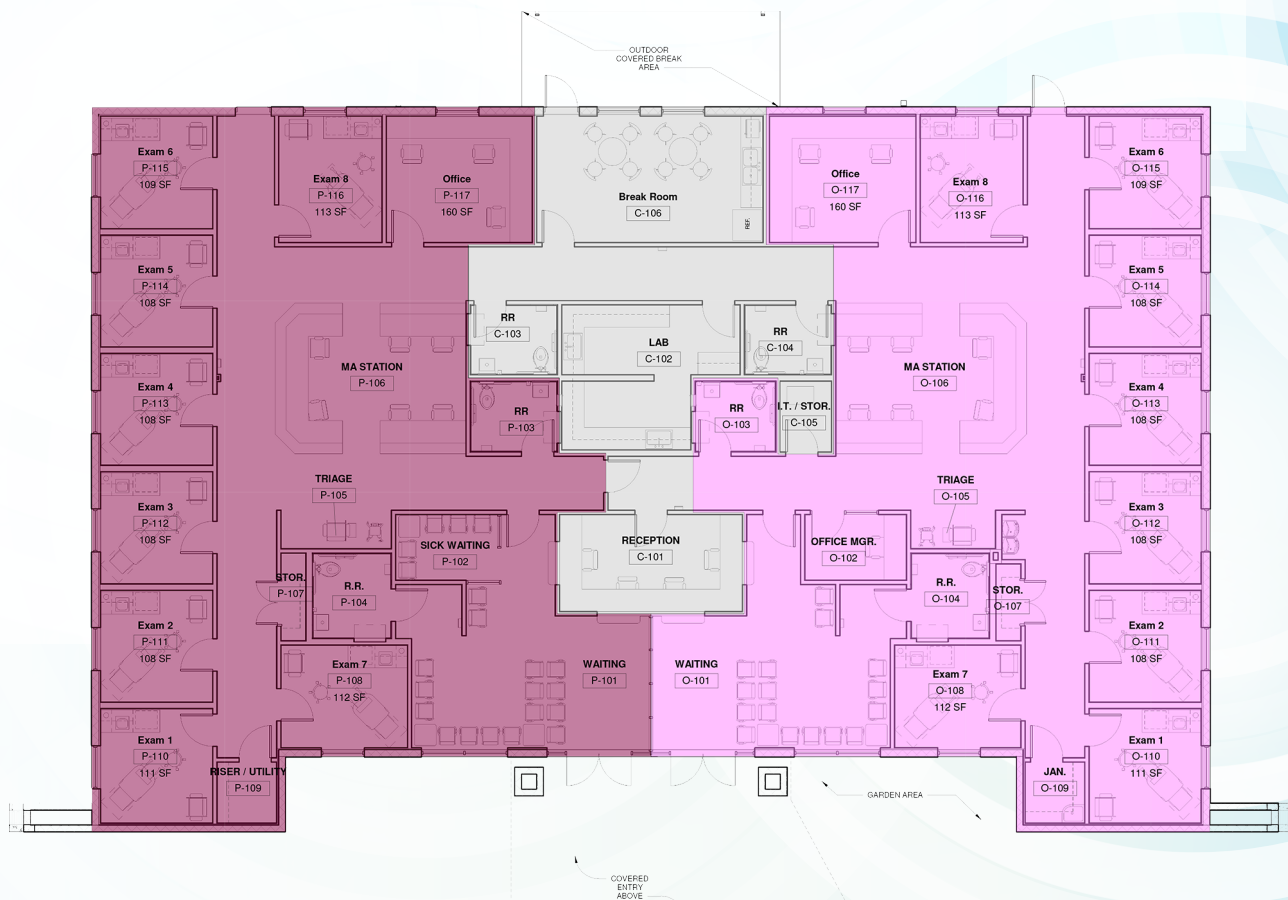 OUTDOOR
COVERED BREAK
AREA
Exam 6
P-115
109 SF
Exam 8
P-116
113 SF
Office
P-117
160 SF
Break Room
C-106
REF.
Office
O-117
160 SF
Exam 8
O-116
113 SF
Exam 6
O-115
109 SF
Exam 5
P-114
108 SF
Exam 5
O-114
108 SF
RR
C-103
LAB
C-102
RR
C-104
MA STATION
P-106
MA STATION
O-106
Exam 4
P-113
108 SF
RR
P-103
RR
O-103
I.T. / STOR.
C-105
Exam 4
O-113
108 SF
TRIAGE
P-105
TRIAGE
O-105
Exam 3
P-112
108 SF
SICK WAITING
P-102
RECEPTION
C-101
OFFICE MGR.
O-102
Exam 3
O-112
108 SF
STOR.
P-107
R.R.
P-104
R.R.
O-104
STOR.
O-107
Exam 2
P-111
108 SF
Exam 7
P-108
112 SF
WAITING
P-101
WAITING
O-101
Exam 7
O-108
112 SF
Exam 2
O-111
108 SF
Exam 1
P-110
111 SF
RISER / UTILITY
P-109
JAN.
O-109
Exam 1
O-110
111 SF
GARDEN AREA
COVERED
ENTRY
ABOVE